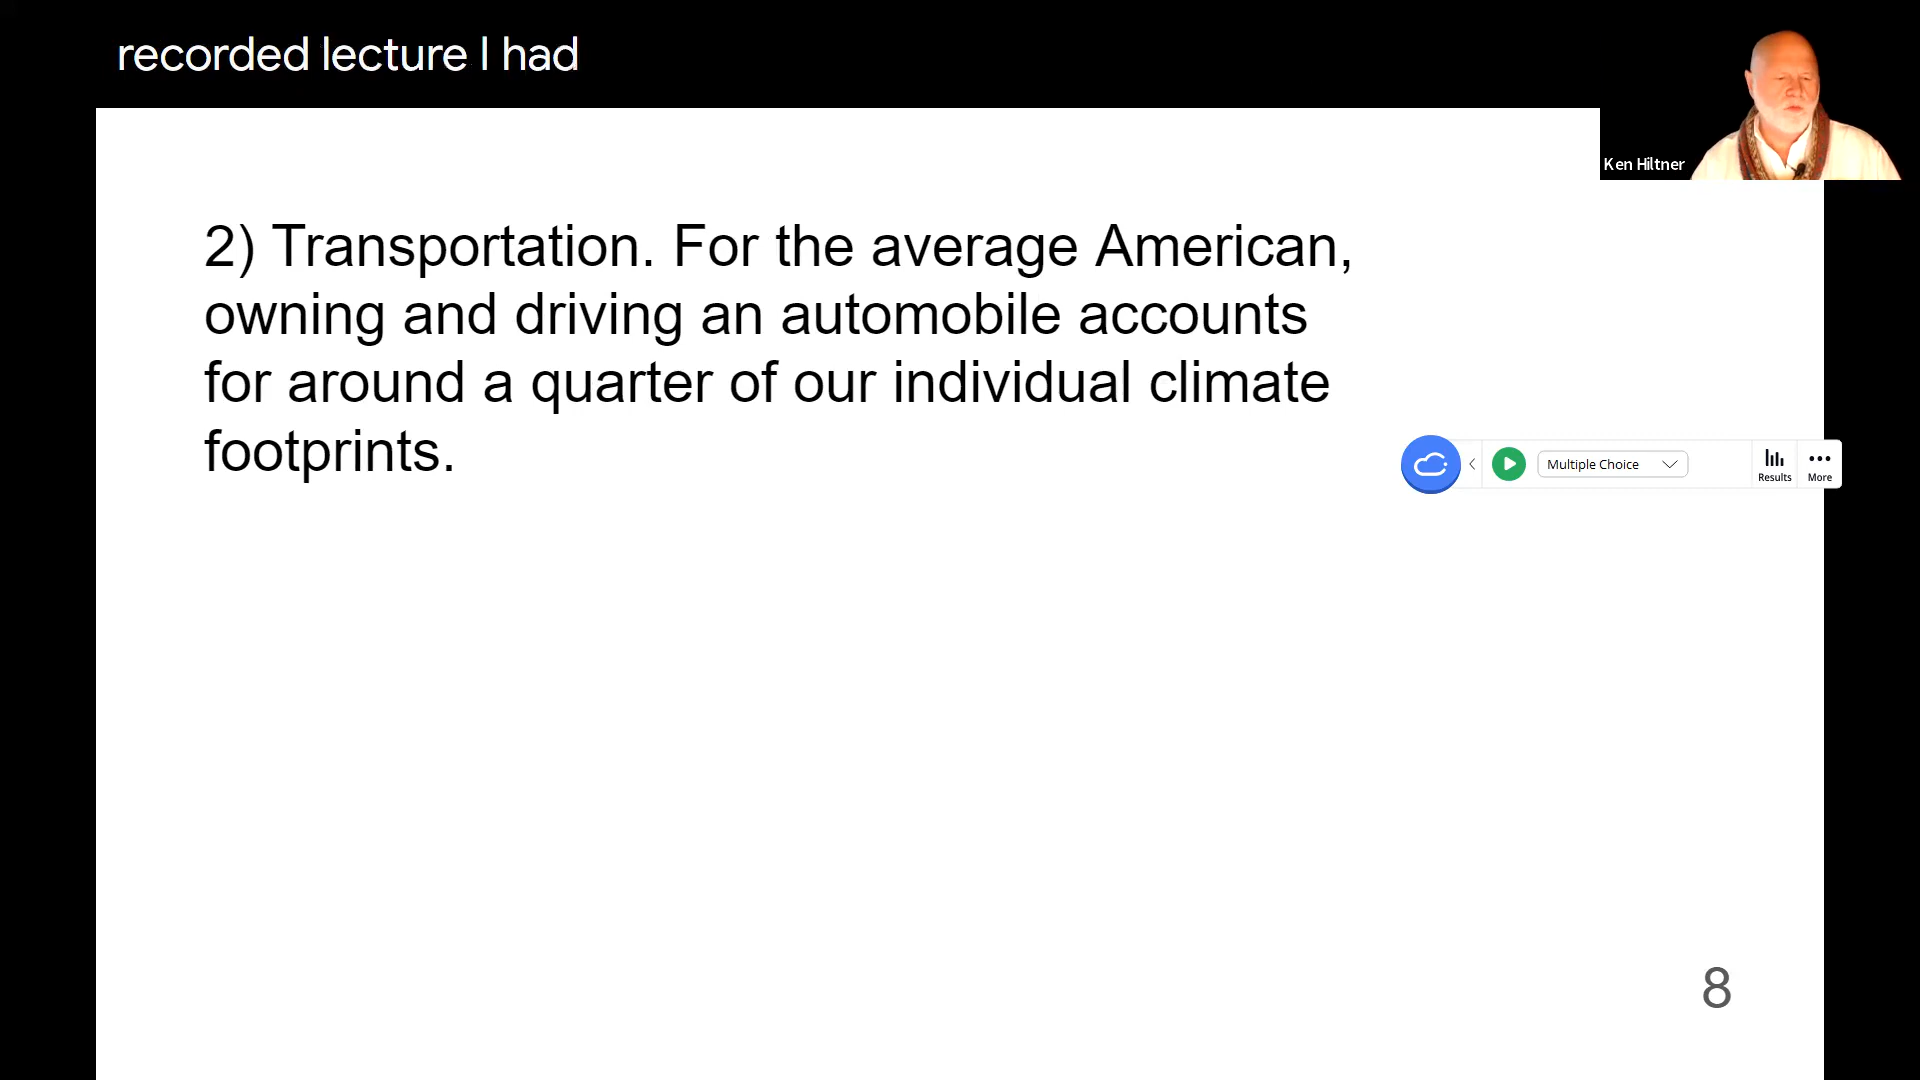 recorded lecture I had
Ken Hiltner
2) Transportation. For the average American,
owning and driving an automobile accounts
for around a quarter of our individual climate
footprints.
Multiple Choice
Results
More
8